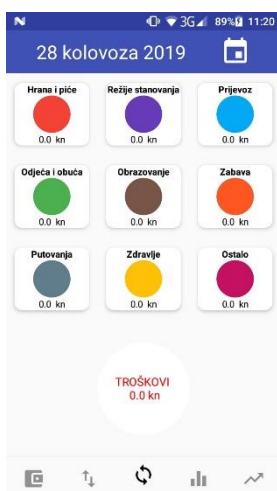 3G 89% 11:20
28 kolovoza 2019
Hrana i piće Režije stanovanja Prijevoz
0.0 kn 0.0 kn 0.0 kn
Odjeća i obuća Obrazovanje Zabava
0.0 kn 0.0 kn 0.0 kn
Putovanja Zdravlje Ostalo
0.0 kn 0.0 kn 0.0 kn
TROŠKOVI
0.0 kn